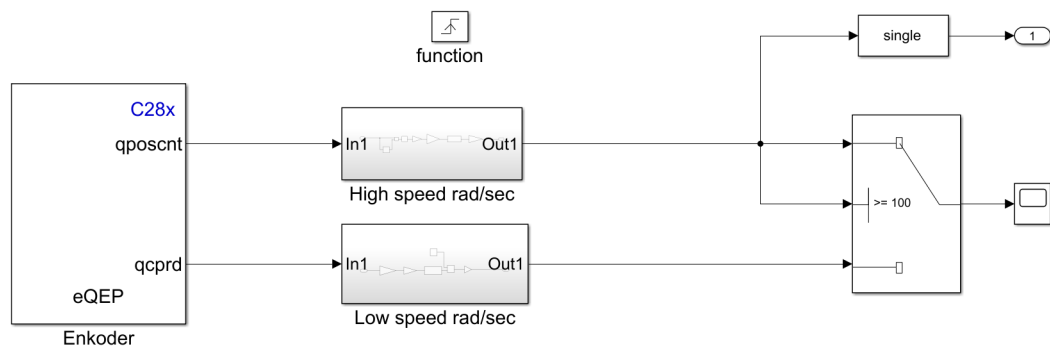 single
1
function
C28x
qposcnt
In1
Out1
High speed rad/sec
>= 100
qcprd
In1
Out1
eQEP
Low speed rad/sec
Enkoder